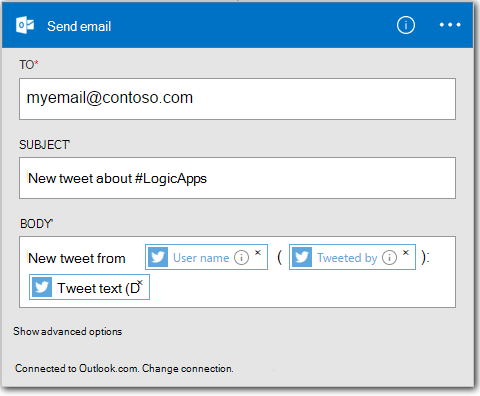 Send email
TO*
myemail@contoso.com
SUBJECT*
New tweet about #LogicApps
BODY*
New tweet from User name ( Tweeted by ):
Tweet text (D
Show advanced options
Connected to Outlook.com. Change connection.